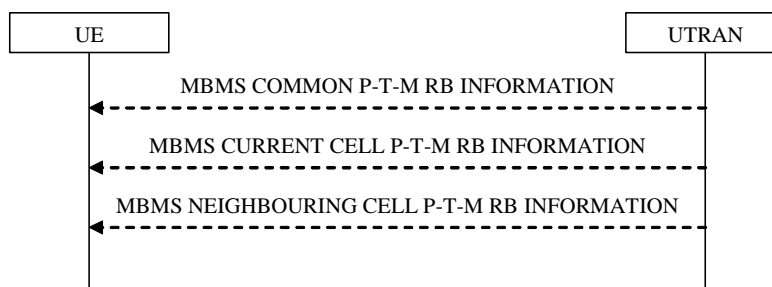 UE
UTRAN
MBMS COMMON P-T-M RB INFORMATION
MBMS CURRENT CELL P-T-M RB INFORMATION
MBMS NEIGHBOURING CELL P-T-M RB INFORMATION